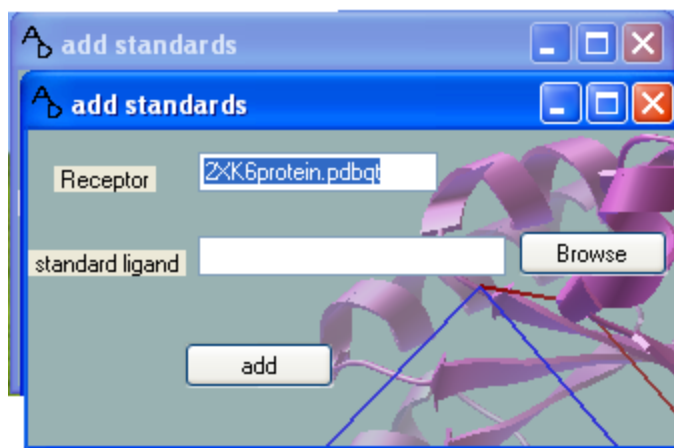 add standards
add standards
Receptor 2XK6protein.pdbqt
standard ligand Browse
add